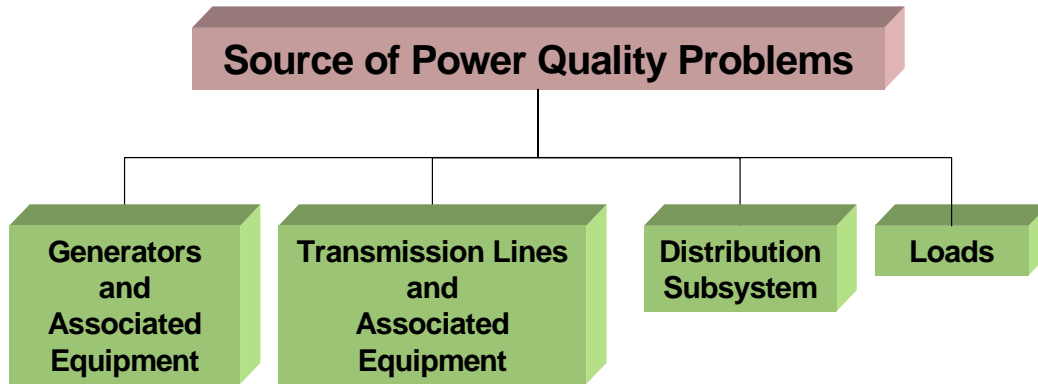 Source of Power Quality Problems
Generators
and
Associated
Equipment
Transmission Lines
and
Associated
Equipment
Distribution
Subsystem
Loads